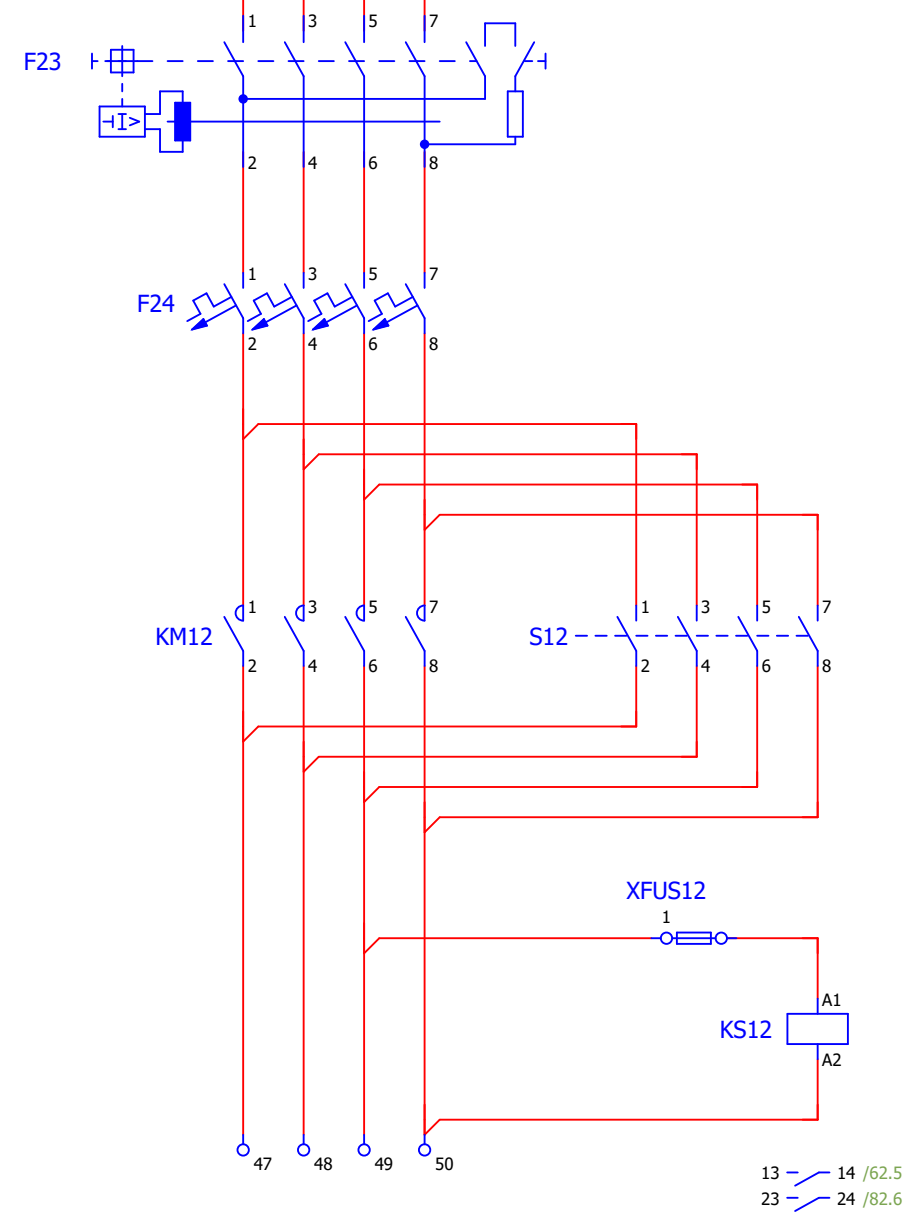 1 3 5 7
F23
I>
2 4 6 8
1 3 5 7
F24
2 4 6 8
1 3 5 7 1 3 5 7
KM12 S12
2 4 6 8 2 4 6 8
XFUS12
1
A1
KS12
A2
47 48 49 50
13 14 /62.5
23 24 /82.6